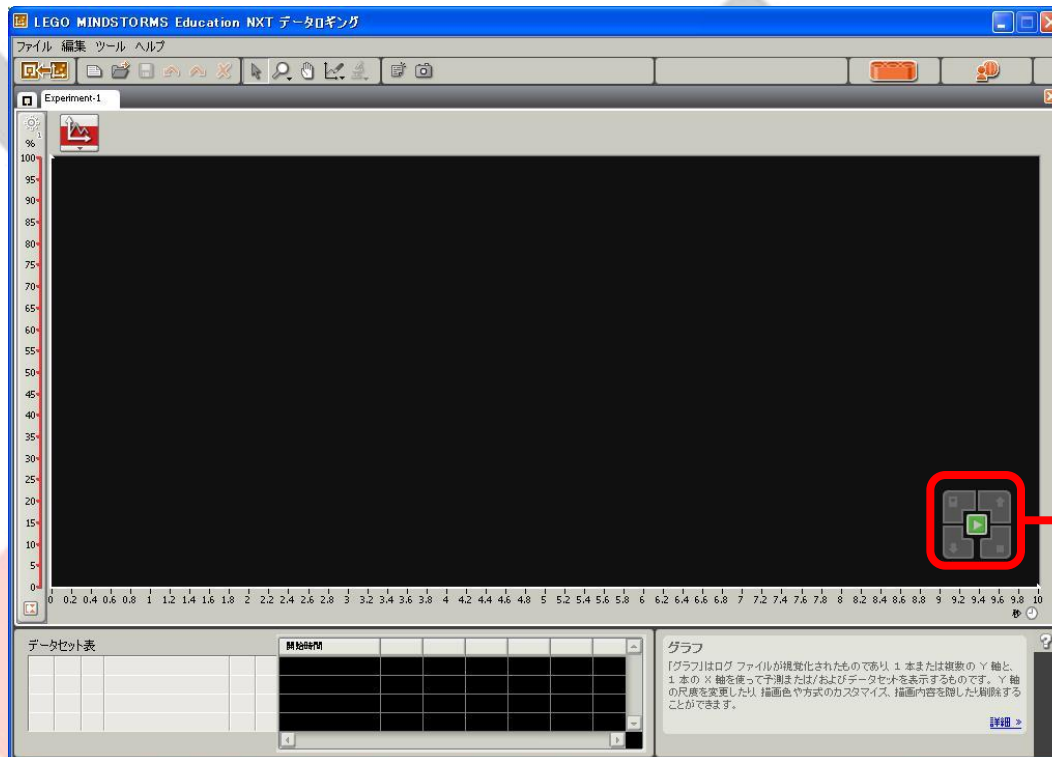 LEGO MINDSTORMS Education NXT データロギング
ファイル 編集 ツール ヘルプ
Experiment-1
1
%
100
95
90
85
80
75
70
65
60
55
50
45
40
35
30
25
20
15
10
5
0
0 0.2 0.4 0.6 0.8 1 1.2 1.4 1.6 1.8 2 2.2 2.4 2.6 2.8 3 3.2 3.4 3.6 3.8 4 4.2 4.4 4.6 4.8 5 5.2 5.4 5.6 5.8 6 6.2 6.4 6.6 6.8 7 7.2 7.4 7.6 7.8 8 8.2 8.4 8.6 8.8 9 9.2 9.4 9.6 9.8 10
秒
データセット表
開始時間
グラフ
「グラフ」はログ ファイルが視覚化されたものであり、1 本または複数の Y 軸と、
1 本の X 軸を使って予測または/およびデータセットを表示するものです。Y 軸
の尺度を変更したり、描画色や方式のカスタマイズ、描画内容を隠したり削除する
ことができます。
詳細 »